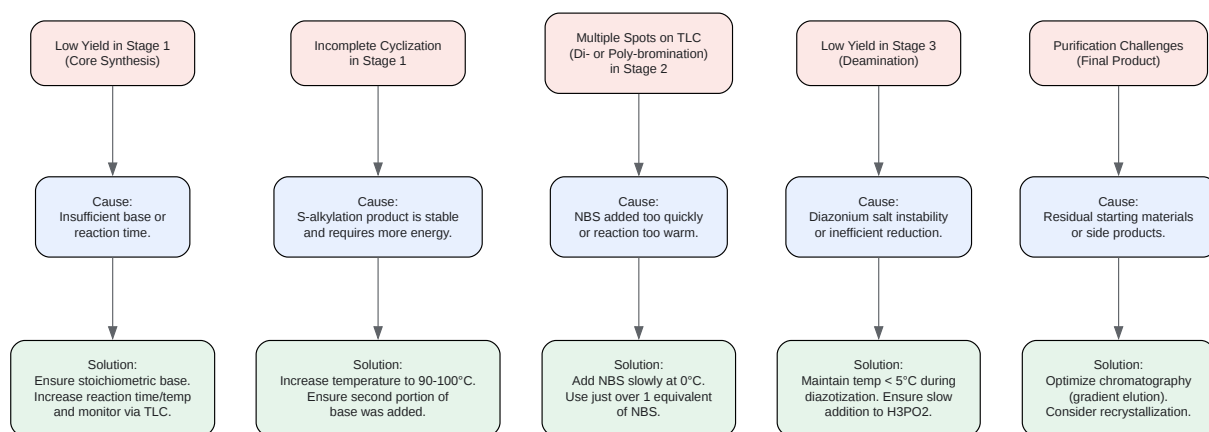 Low Yield in Stage 1
(Core Synthesis)
Cause:
Insufficient base or
reaction time.
Solution:
Ensure stoichiometric base.
Increase reaction time/temp
and monitor via TLC.
Incomplete Cyclization
in Stage 1
Cause:
S-alkylation product is stable
and requires more energy.
Solution:
Increase temperature to 90-100°C.
Ensure second portion of
base was added.
Multiple Spots on TLC
(Di- or Poly-bromination)
in Stage 2
Cause:
NBS added too quickly
or reaction too warm.
Solution:
Add NBS slowly at 0°C.
Use just over 1 equivalent
of NBS.
Low Yield in Stage 3
(Deamination)
Cause:
Diazonium salt instability
or inefficient reduction.
Solution:
Maintain temp < 5°C during
diazotization. Ensure slow
addition to H3PO2.
Purification Challenges
(Final Product)
Cause:
Residual starting materials
or side products.
Solution:
Optimize chromatography
(gradient elution).
Consider recrystallization.